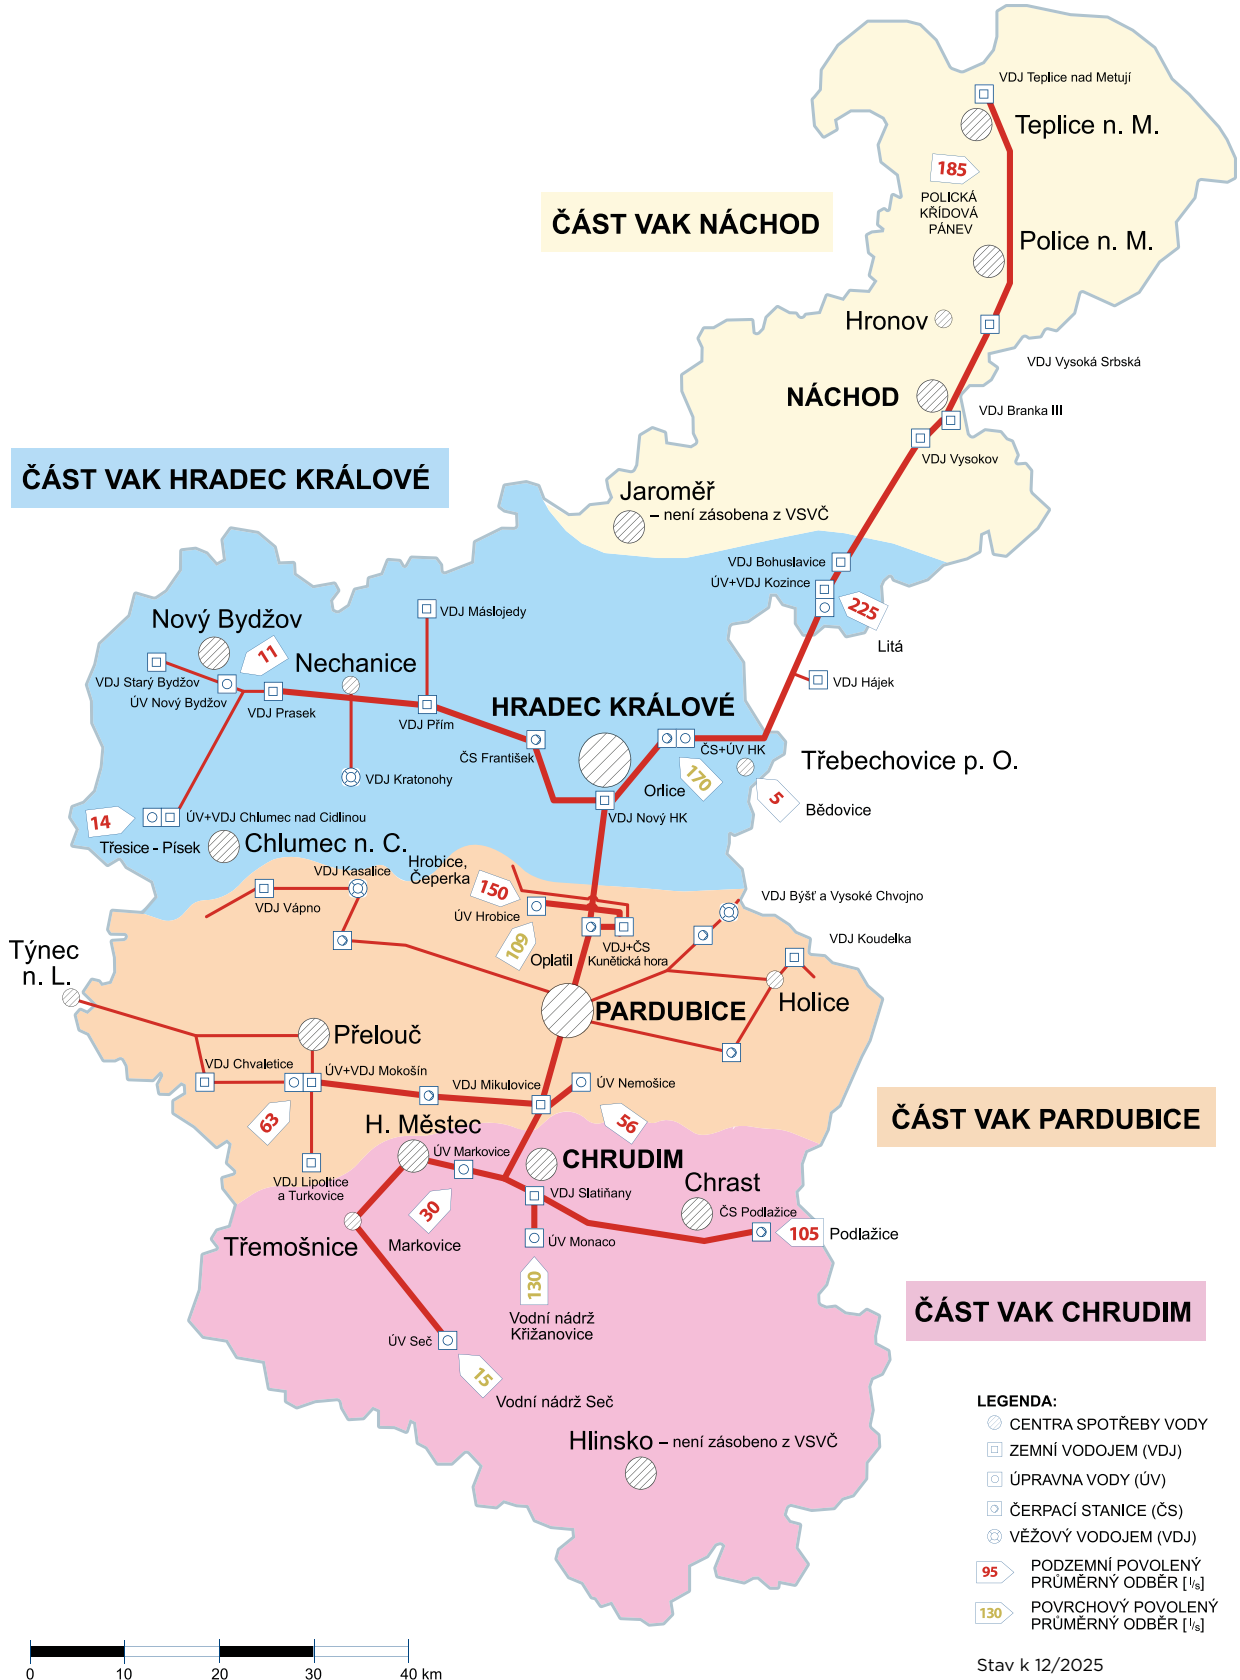 VDJ Teplice nad Metují
Teplice n. M.
185
POLICKÁ
KŘÍDOVÁ
PÁNEV
ČÁST VAK NÁCHOD
Police n. M.
Hronov
VDJ Vysoká Srbská
NÁCHOD
VDJ Branka III
VDJ Vysokov
ČÁST VAK HRADEC KRÁLOVÉ
Jaroměř
– není zásobena z VSVČ
VDJ Bohuslavice
ÚV+VDJ Kozince
225
Litá
VDJ Máslojedy
Nový Bydžov
11
Nechanice
VDJ Starý Bydžov
ÚV Nový Bydžov
VDJ Prasek
VDJ Přím
VDJ Hájek
HRADEC KRÁLOVÉ
ČS František
ČS+ÚV HK
Třebechovice p. O.
VDJ Kratonohy
Orlice
170
5
Bědovice
VDJ Nový HK
14
ÚV+VDJ Chlumec nad Cidlinou
Třesice - Písek
Chlumec n. C.
VDJ Kasalice
Hrobice,
Čeperka
150
VDJ Vápno
ÚV Hrobice
109
Oplatil
VDJ+ČS
Kunětická hora
VDJ Býšť a Vysoké Chvojno
VDJ Koudelka
Týnec
n. L.
PARDUBICE
Holice
Přelouč
VDJ Chvaletice
ÚV+VDJ Mokošín
VDJ Mikulovice
ÚV Nemošice
63
56
ČÁST VAK PARDUBICE
H. Městec
ÚV Markovice
CHRUDIM
VDJ Lipoltice
a Turkovice
Chrast
VDJ Slatiňany
ČS Podlažice
30
Třemošnice
Markovice
ÚV Monaco
105
Podlažice
130
Vodní nádrž
Křižanovice
ČÁST VAK CHRUDIM
ÚV Seč
15
Vodní nádrž Seč
Hlinsko – není zásobeno z VSVČ
LEGENDA:
CENTRA SPOTŘEBY VODY
ZEMNÍ VODOJEM (VDJ)
ÚPRAVNA VODY (ÚV)
ČERPACÍ STANICE (ČS)
VĚŽOVÝ VODOJEM (VDJ)
95
PODZEMNÍ POVOLENÝ
PRŮMĚRNÝ ODBĚR [l/s]
130
POVRCHOVÝ POVOLENÝ
PRŮMĚRNÝ ODBĚR [l/s]
Stav k 12/2025
0 10 20 30 40 km